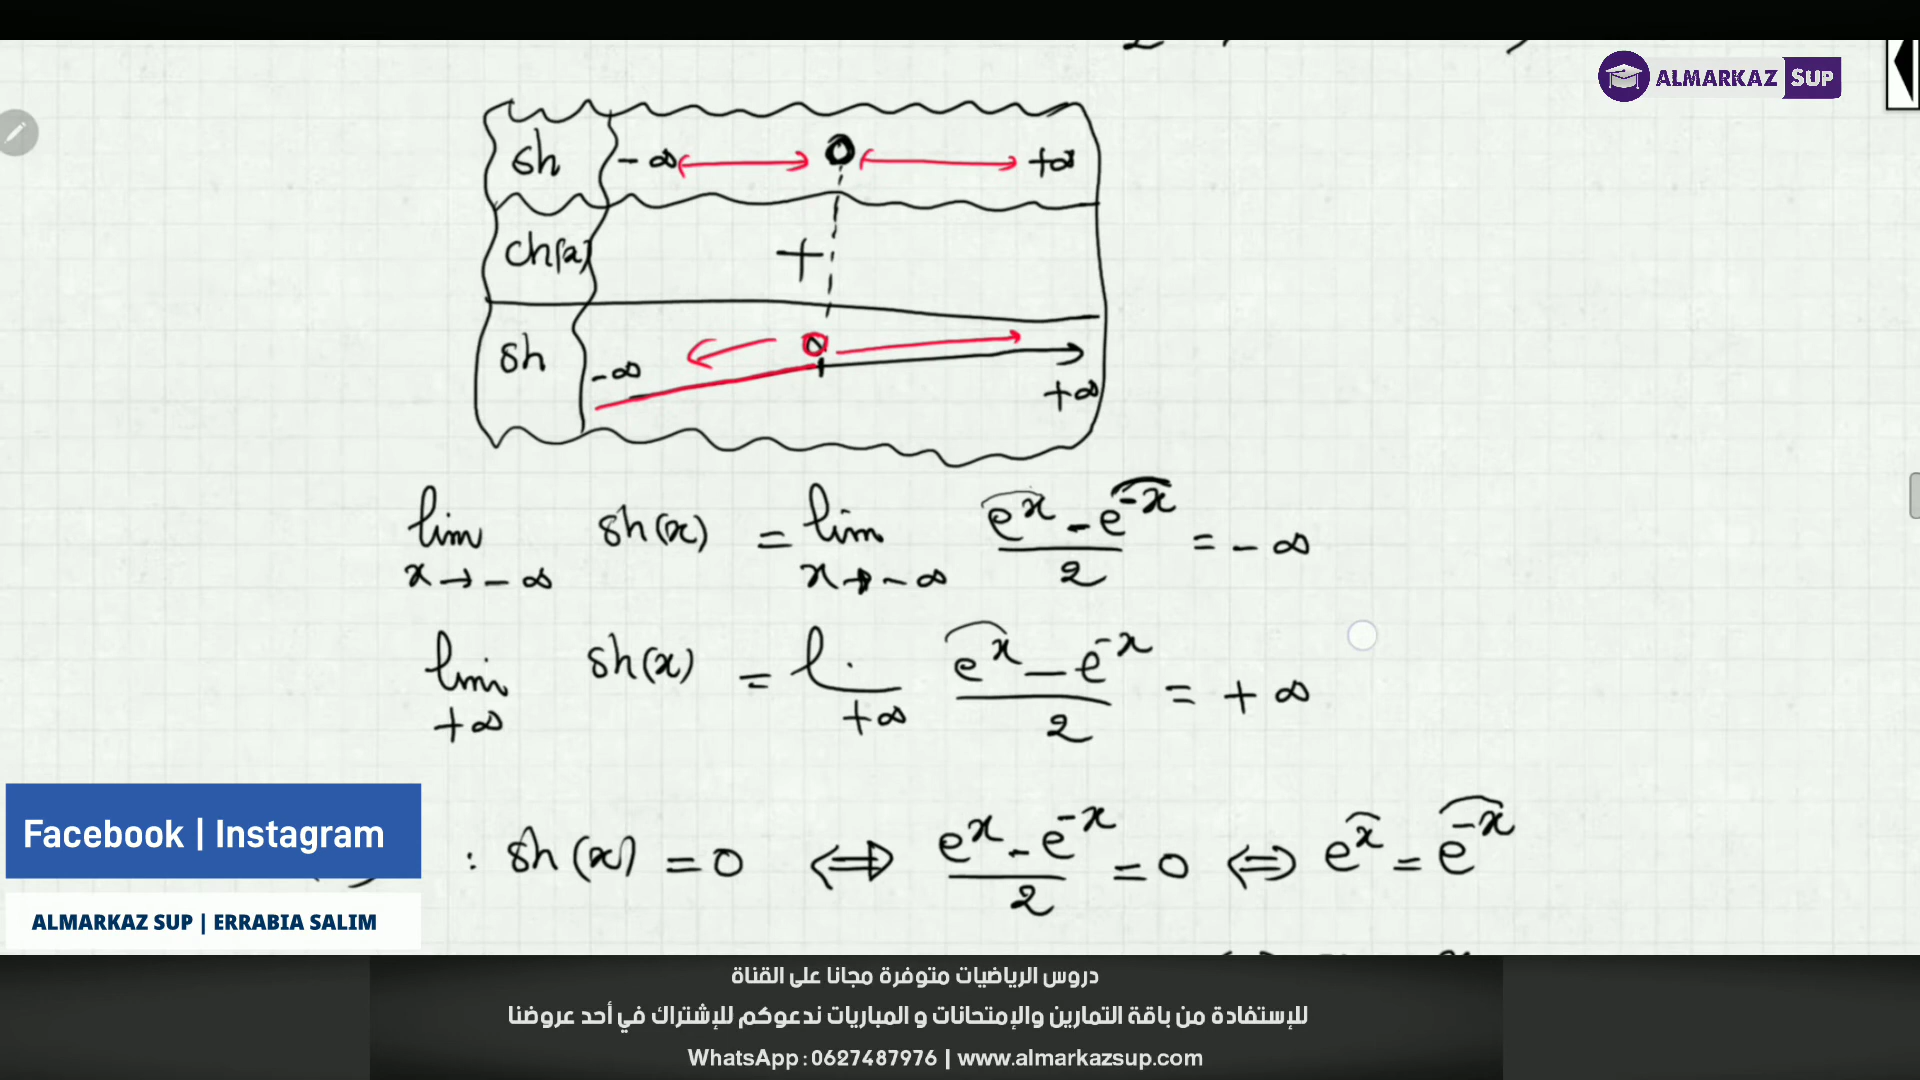 ALMARKAZ SUP
sh -∞ 0 +∞
ch(x) +
sh -∞ 0 +∞
lim x→-∞ sh(x) = lim x→-∞ (e^x - e^-x)/2 = -∞
lim +∞ sh(x) = l. +∞ (e^x - e^-x)/2 = +∞
: sh(x) = 0 ⟺ (e^x - e^-x)/2 = 0 ⟺ e^x = e^-x
Facebook | Instagram
ALMARKAZ SUP | ERRABIA SALIM
دروس الرياضيات متوفرة مجانا على القناة
للإستفادة من باقة التمارين والإمتحانات و المباريات ندعوكم للإشتراك في أحد عروضنا
WhatsApp : 0627487976 | www.almarkazsup.com